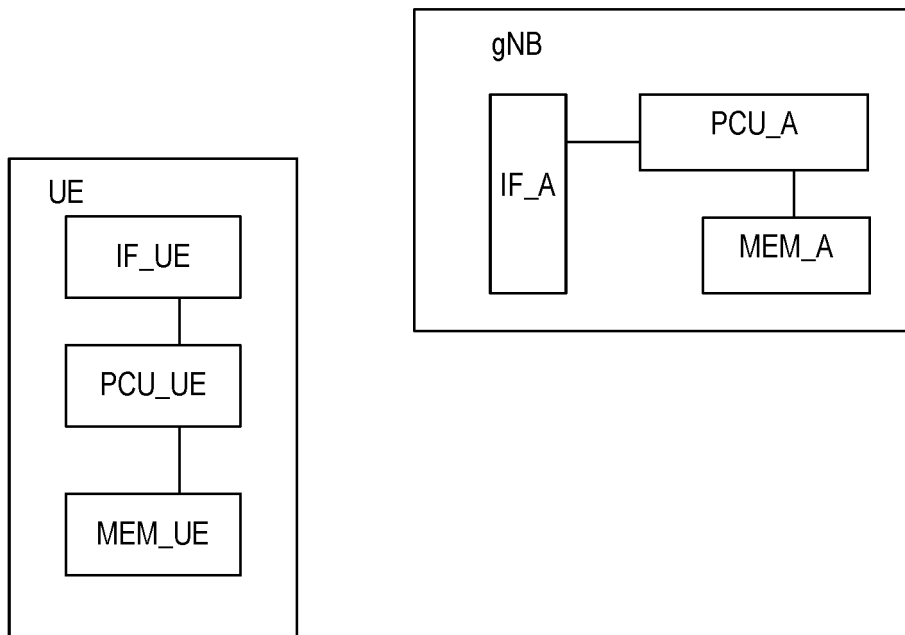 gNB
PCU_A
IF_A
MEM_A
UE
IF_UE
PCU_UE
MEM_UE